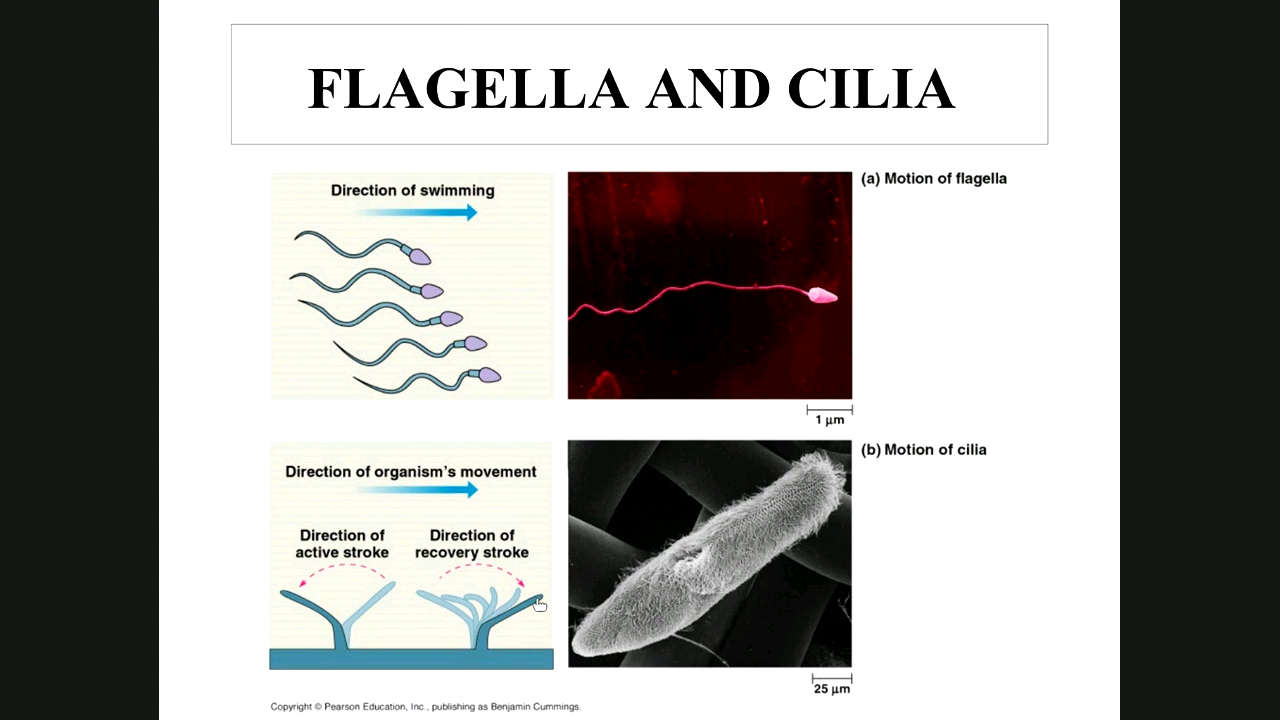 FLAGELLA AND CILIA
Direction of swimming
(a) Motion of flagella
1 µm
Direction of organism's movement
Direction of
active stroke
Direction of
recovery stroke
(b) Motion of cilia
25 µm
Copyright © Pearson Education, Inc., publishing as Benjamin Cummings.